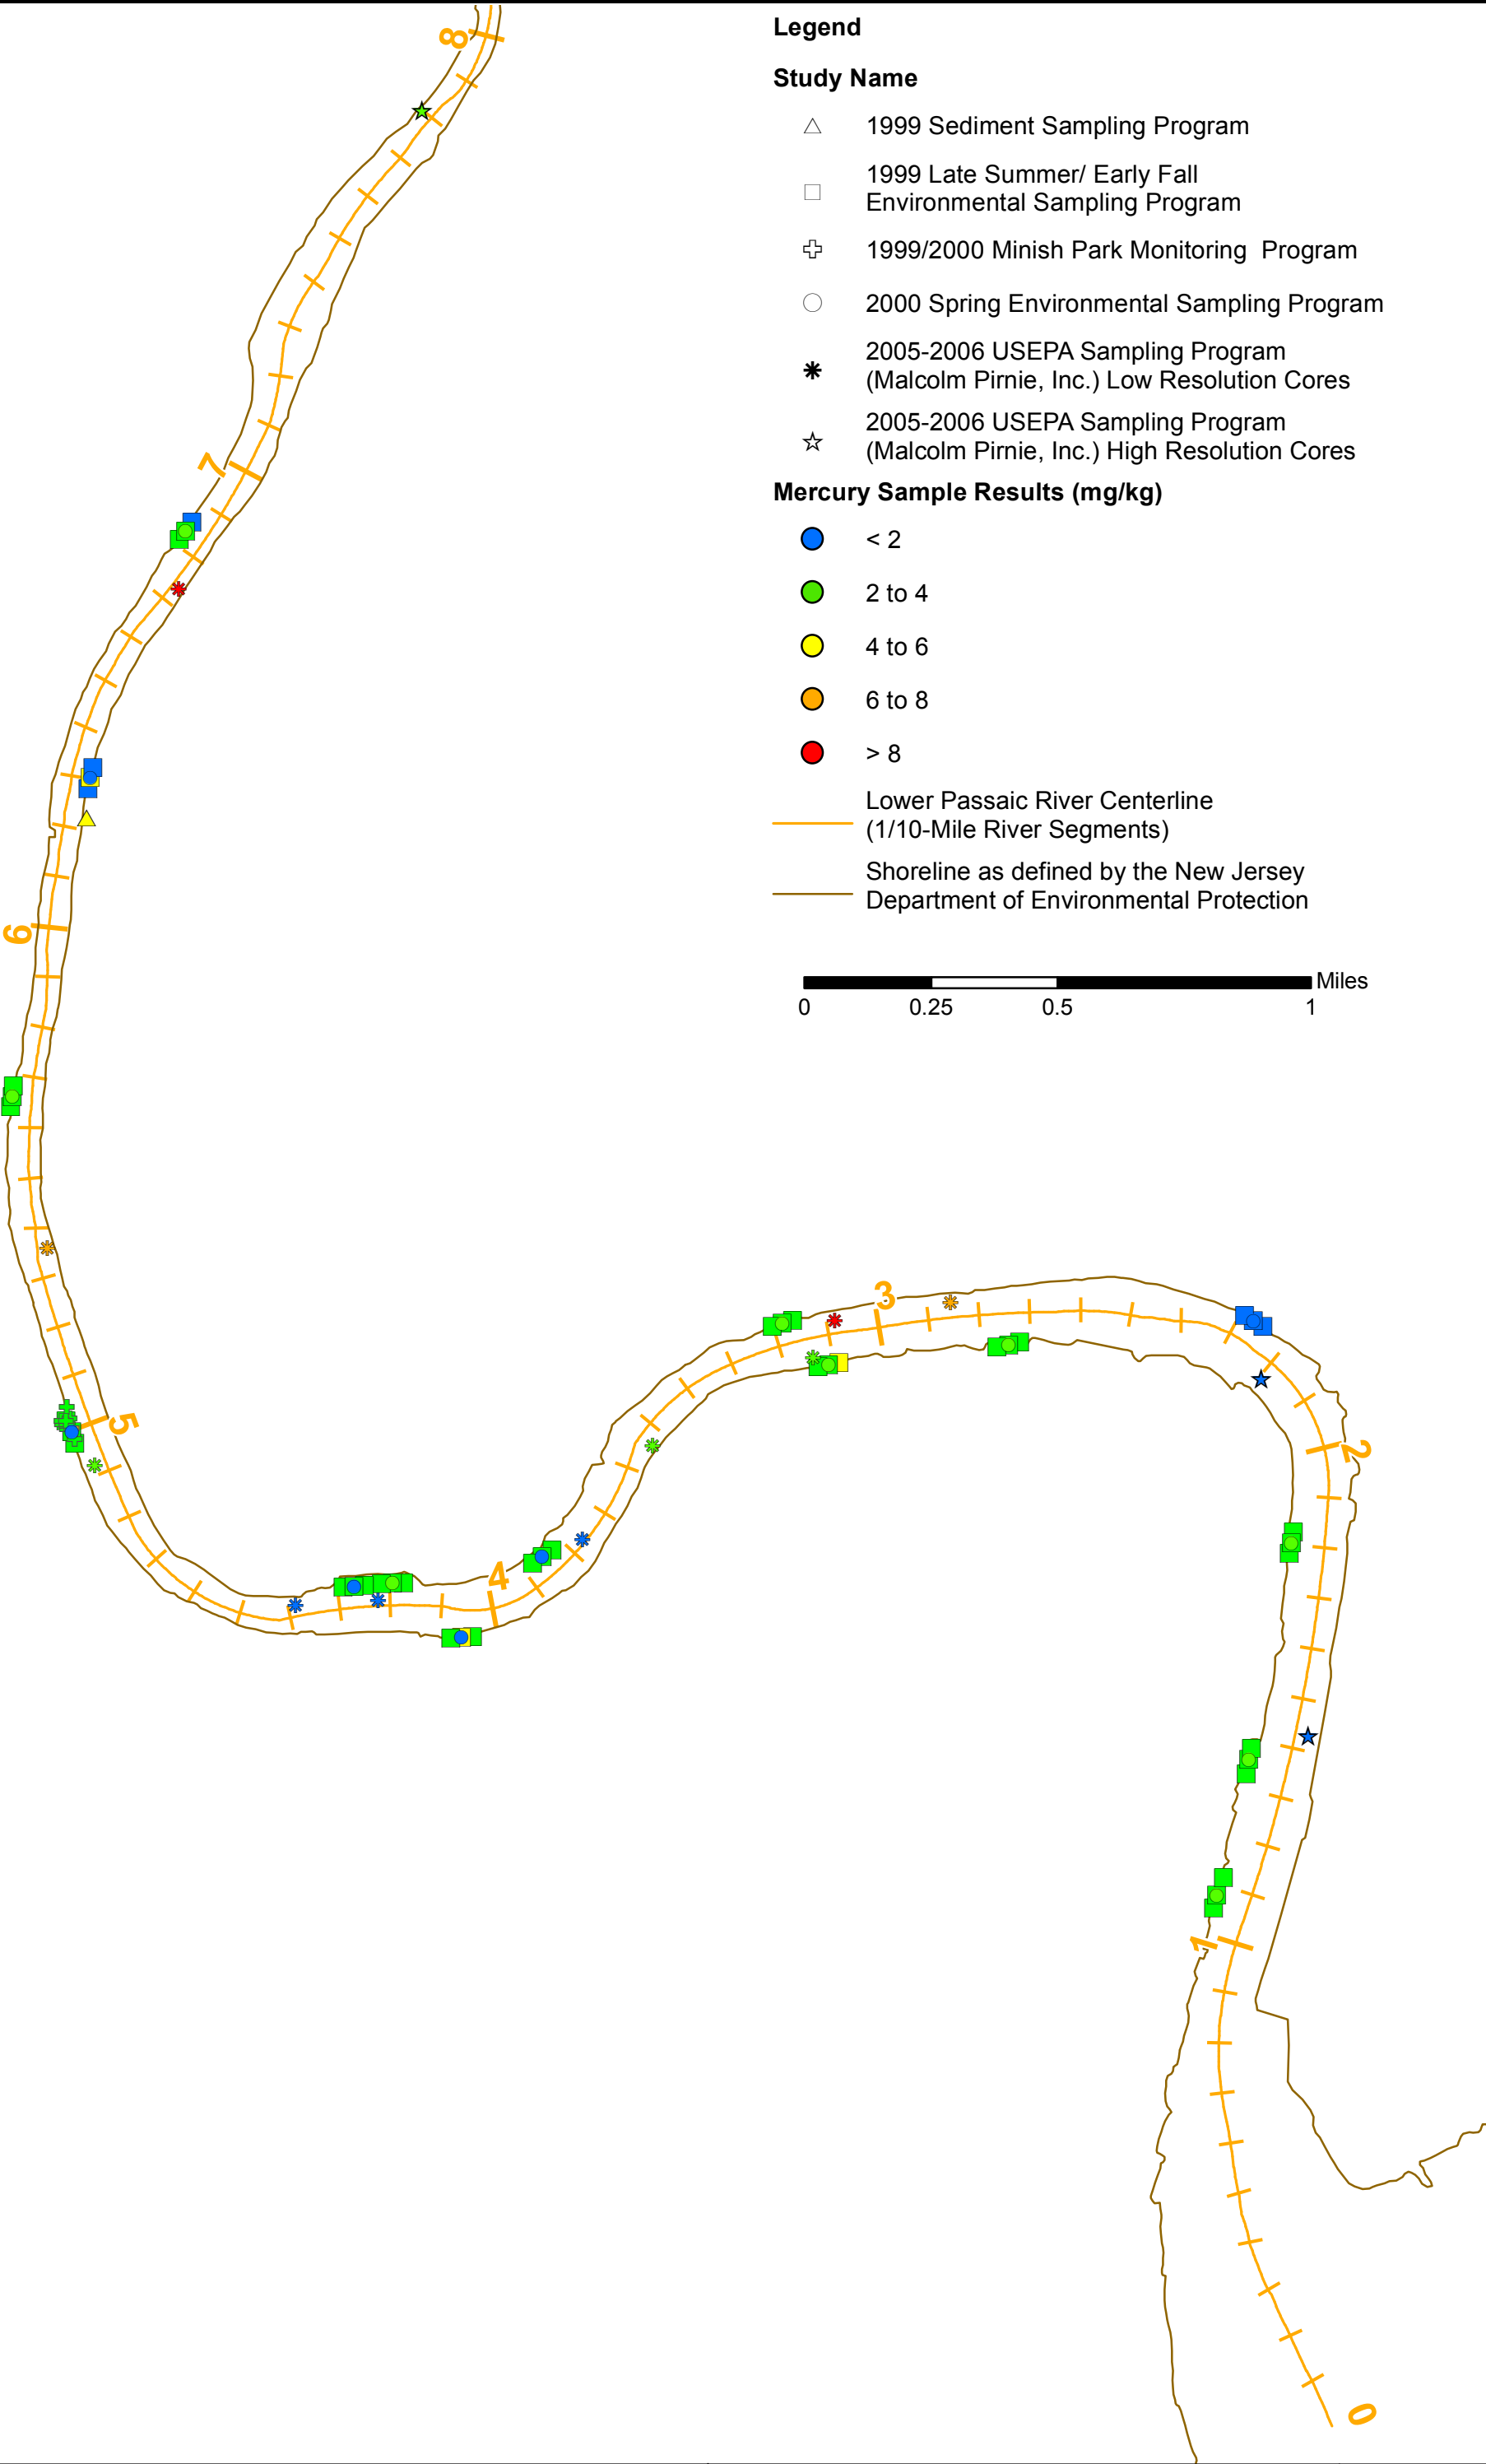 Legend
Study Name
1999 Sediment Sampling Program
1999 Late Summer/ Early Fall
Environmental Sampling Program
1999/2000 Minish Park Monitoring  Program
2000 Spring Environmental Sampling Program
2005-2006 USEPA Sampling Program
(Malcolm Pirnie, Inc.) Low Resolution Cores
2005-2006 USEPA Sampling Program
(Malcolm Pirnie, Inc.) High Resolution Cores
Mercury Sample Results (mg/kg)
< 2
2 to 4
4 to 6
6 to 8
> 8
Lower Passaic River Centerline
(1/10-Mile River Segments)
Shoreline as defined by the New Jersey
Department of Environmental Protection
Miles
0 0.25 0.5 1
8
7
6
5
4
3
2
1
0